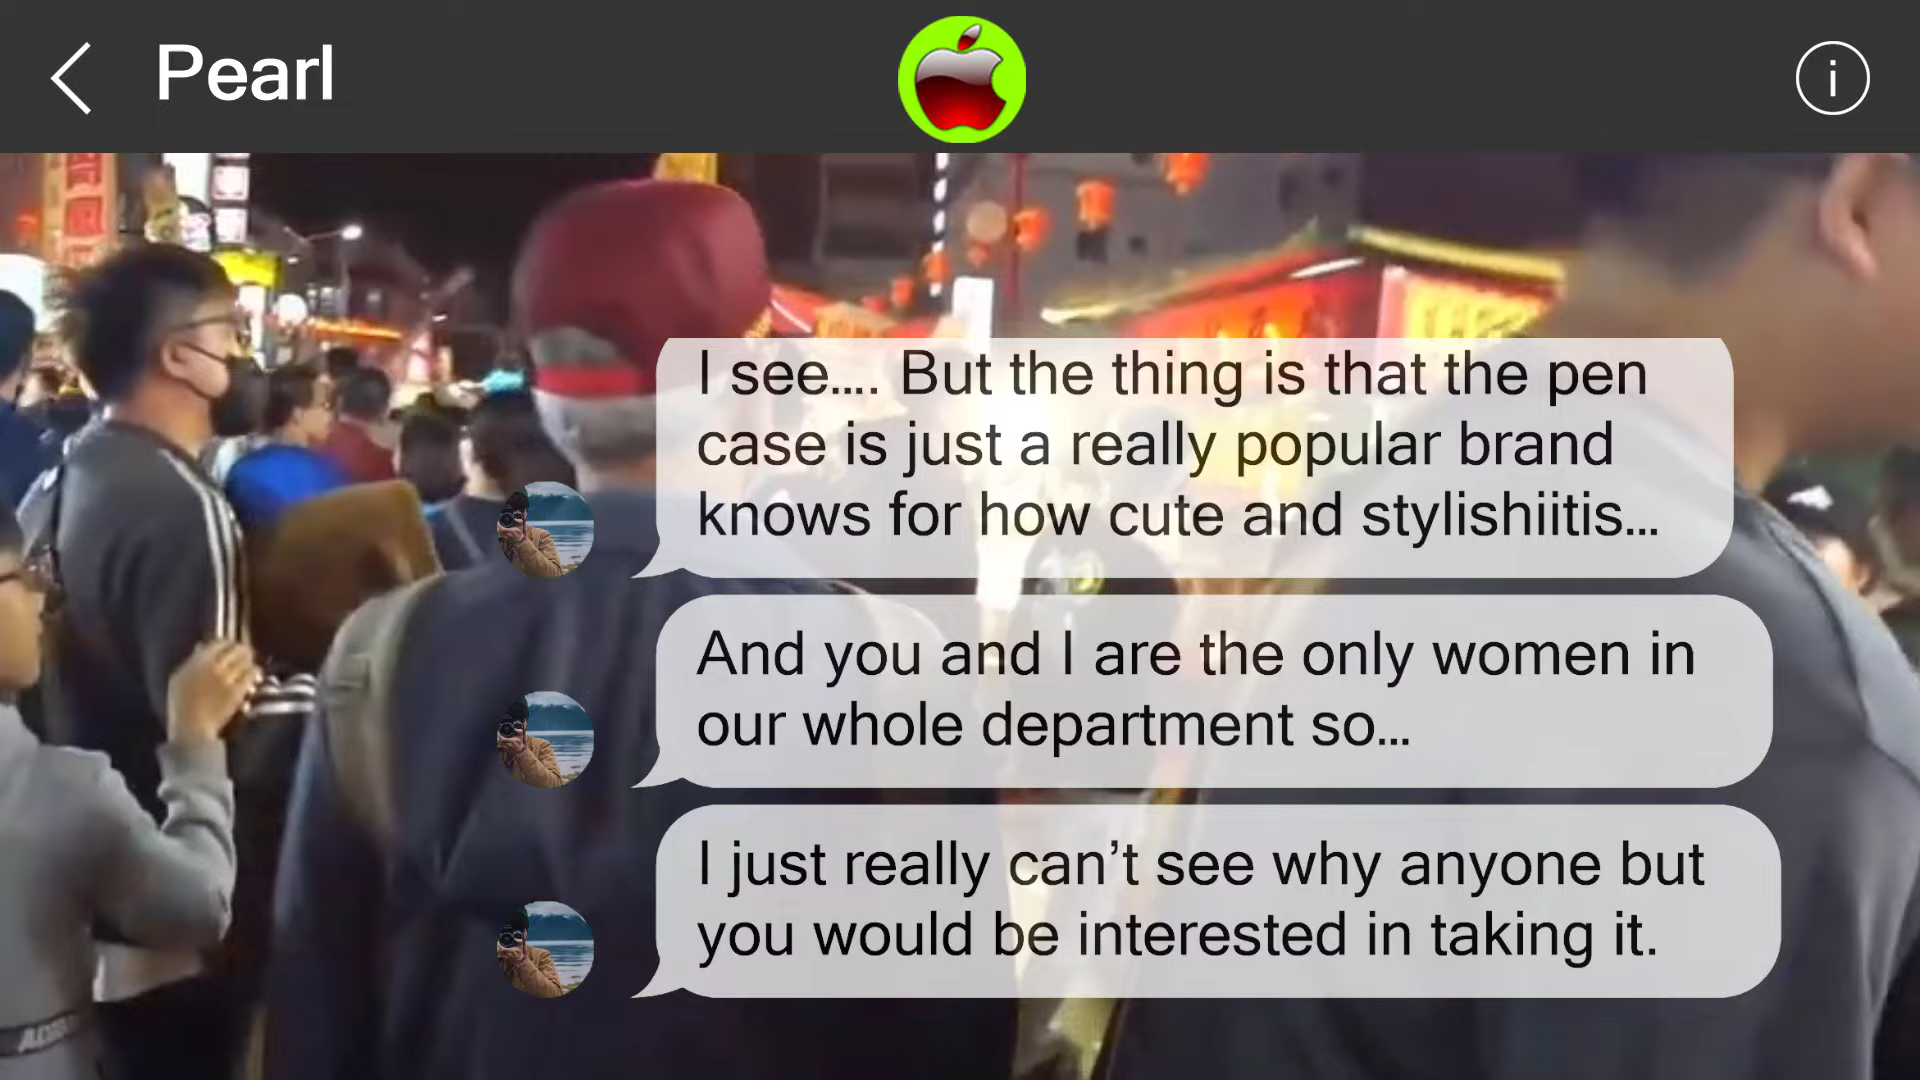 Pearl
I see.... But the thing is that the pen
case is just a really popular brand
knows for how cute and stylishiitis...
And you and I are the only women in
our whole department so...
I just really can’t see why anyone but
you would be interested in taking it.